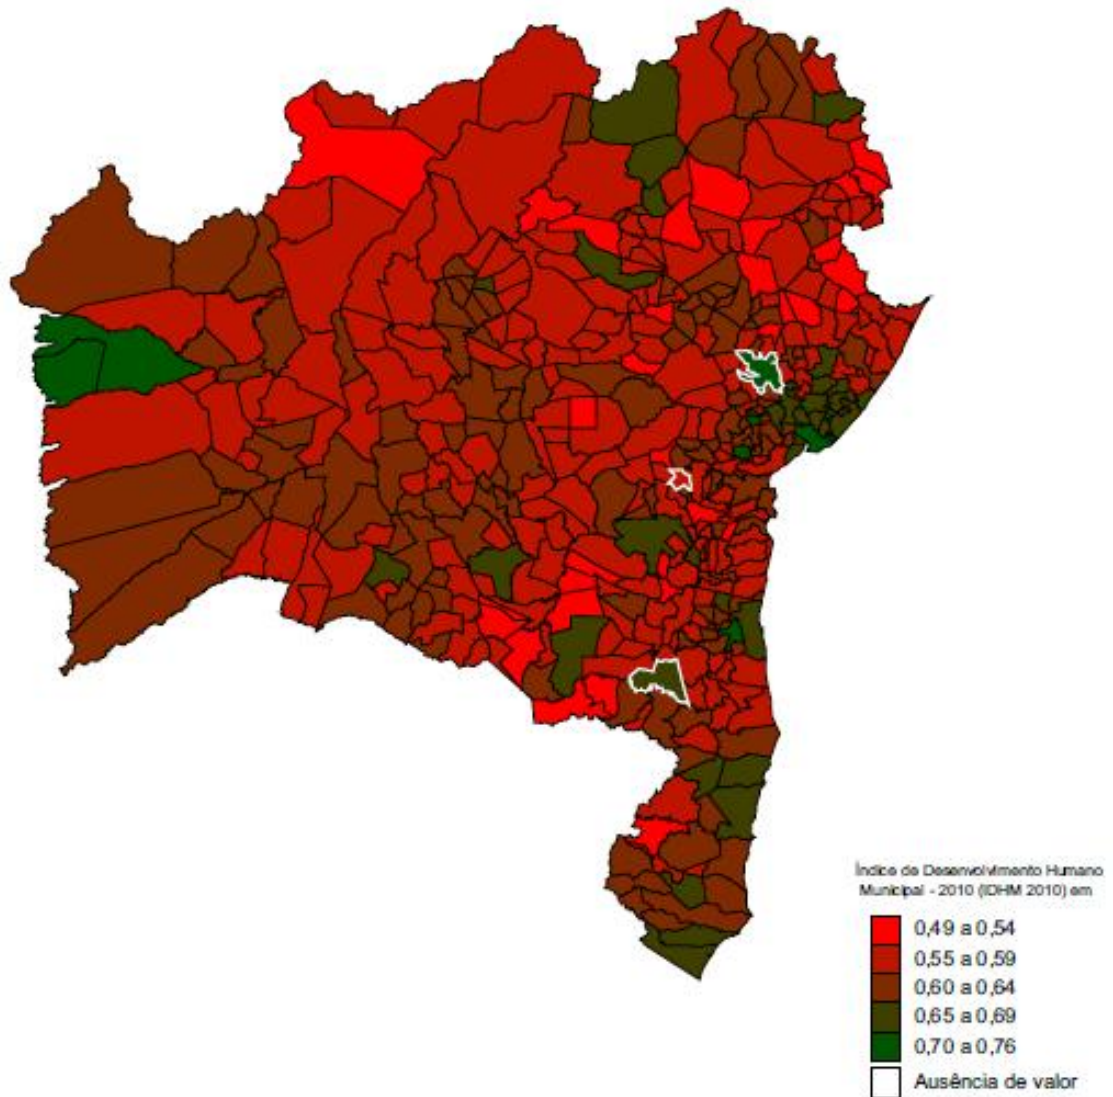 Índice de Desenvolvimento Humano
Municipal - 2010 (IDHM 2010) em
0,49 a 0,54
0,55 a 0,59
0,60 a 0,64
0,65 a 0,69
0,70 a 0,76
Ausência de valor